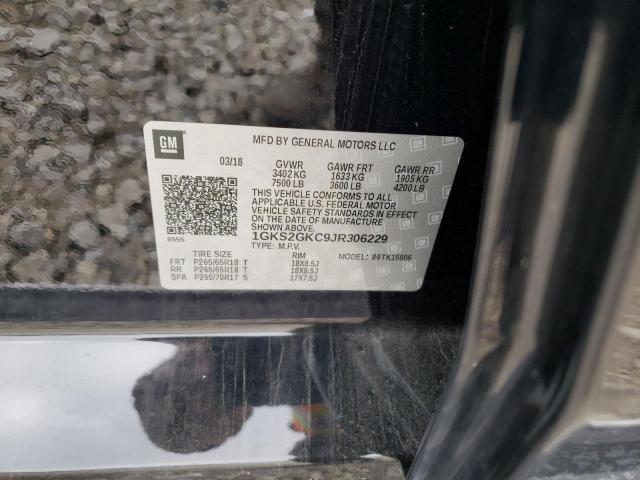 GM
MFD BY GENERAL MOTORS LLC
03/18 GVWR GAWR FRT GAWR RR
3402 KG 1633 KG 1905 KG
7500 LB 3600 LB 4200 LB
THIS VEHICLE CONFORMS TO ALL
APPLICABLE U.S. FEDERAL MOTOR
VEHICLE SAFETY STANDARDS IN EFFECT
ON THE DATE OF MANUFACTURE
SHOWN ABOVE.
1GKS2GKC9JR306229
TYPE: M.P.V. MODEL:
TIRE SIZE RIM
FRT P265/65R18 T 18X8.5J
RR P265/65R18 T 18X8.5J
SPA P265/70R17 S 17X7.5J